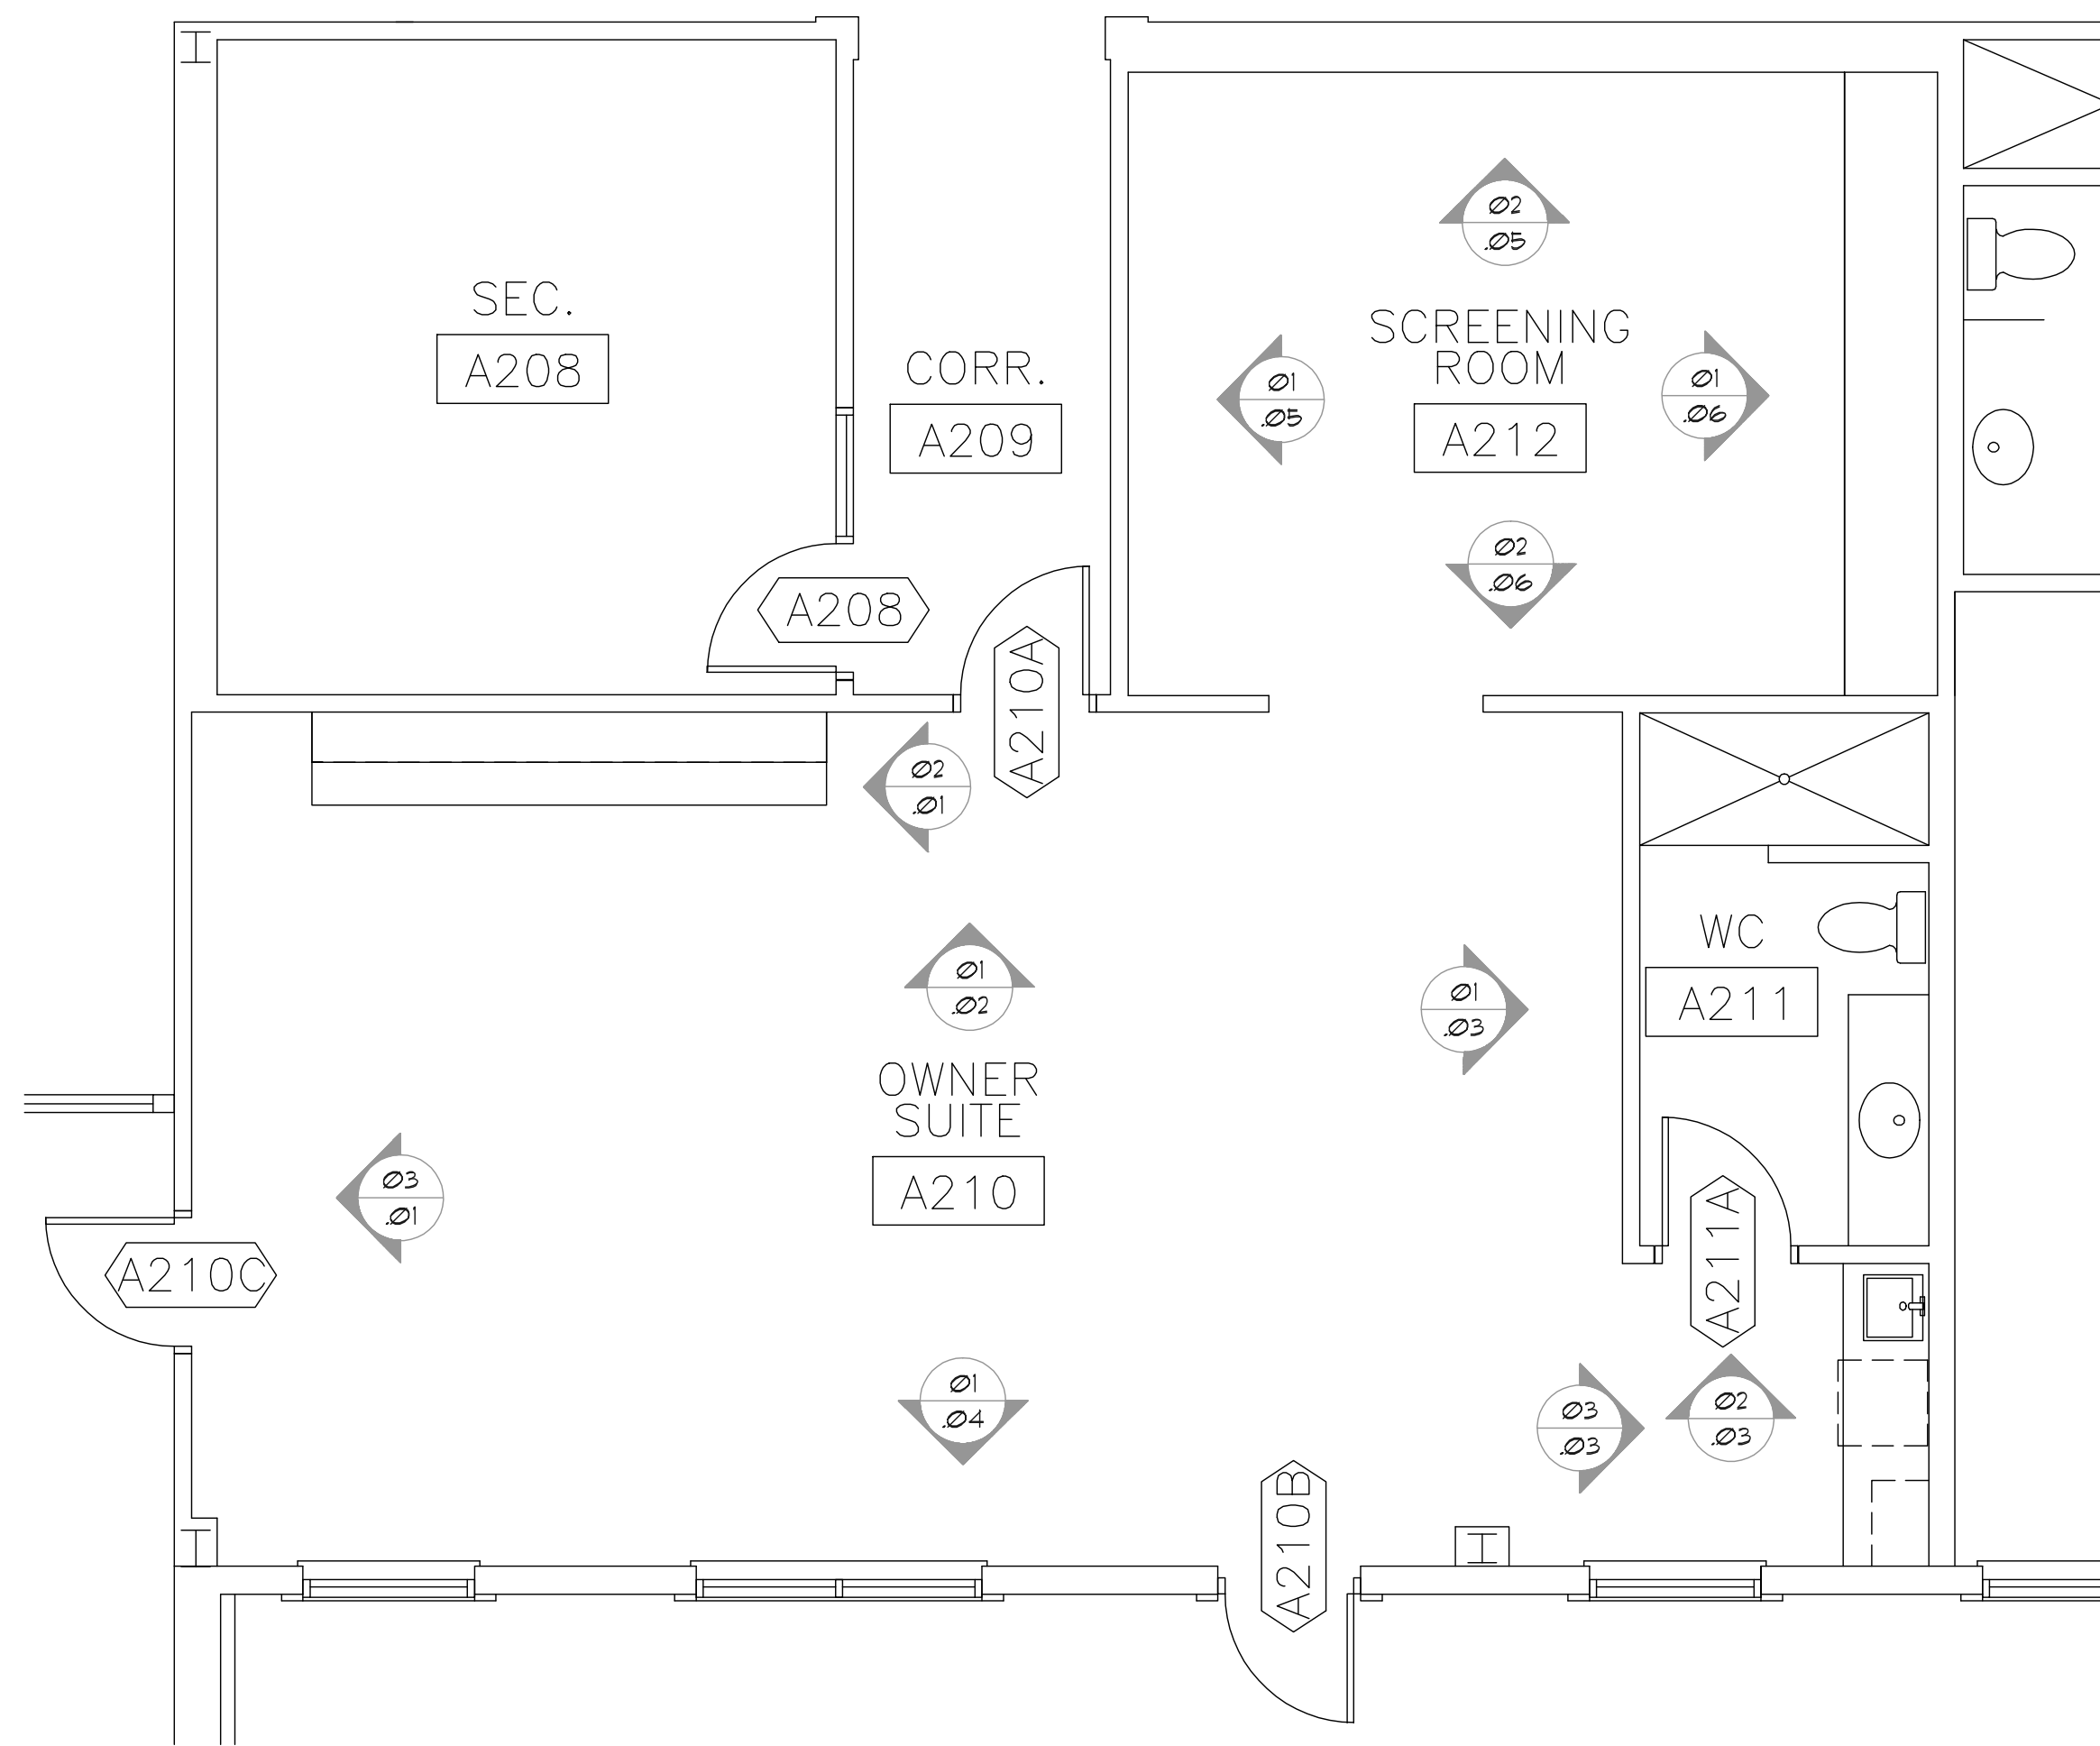 Ø2
.Ø5
SEC.
A208
SCREENING
ROOM
A212
CORR.
A209
Ø1
.Ø5
Ø1
.Ø6
Ø2
.Ø6
A208
A210A
Ø2
.Ø1
Ø1
.Ø2
WC
A211
Ø1
.Ø3
OWNER
SUITE
A210
Ø3
.Ø1
A210C
A211A
Ø1
.Ø4
Ø3
.Ø3
Ø2
.Ø3
A210B